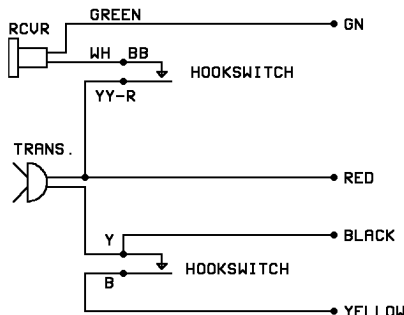 GREEN
GN
RCVR
WH BB
HOOKSWITCH
YY-R
TRANS.
RED
Y
BLACK
HOOKSWITCH
B
YELLOW